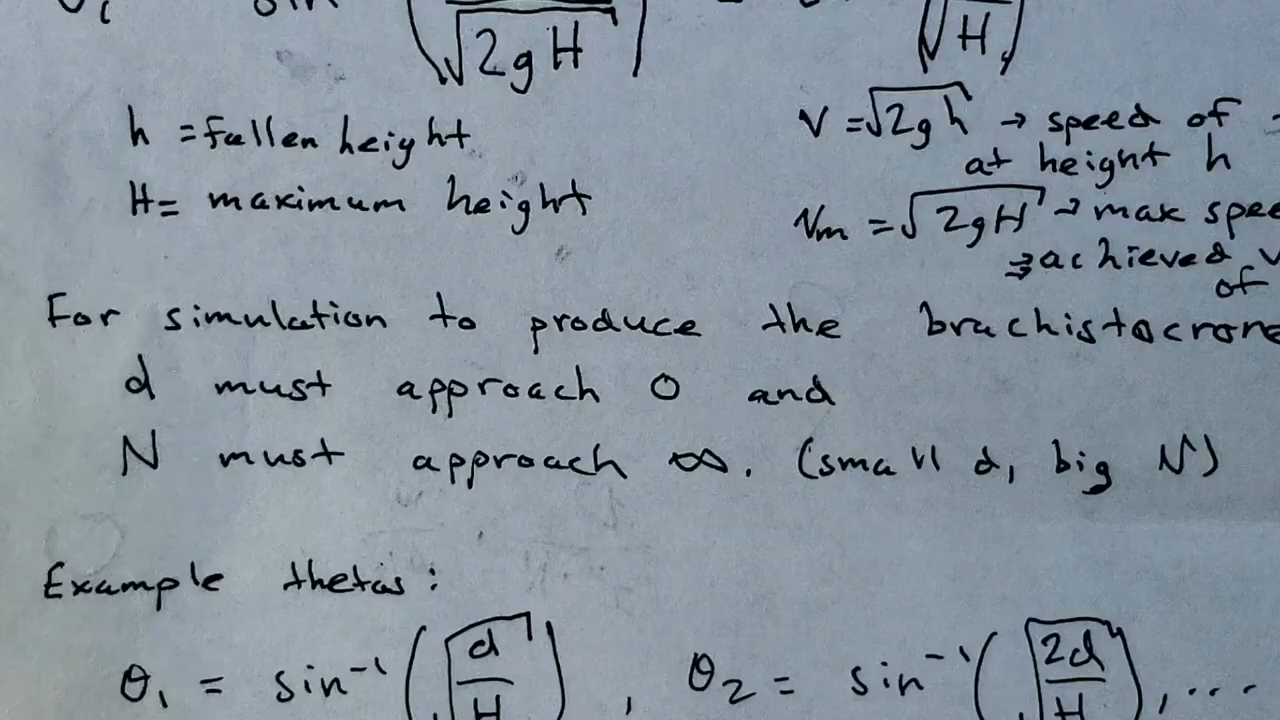 sin ( √2gH ) = √H
h = fallen height
H = maximum height
v = √2gh → speed of
at height h
Vm = √2gH → max spee
⇒ achieved
of
For simulation to produce the brachistocrone
d must approach 0 and
N must approach ∞. (small d, big N)
Example thetas:
θ₁ = sin⁻¹(√d/H), θ₂ = sin⁻¹(√2d/H), ...